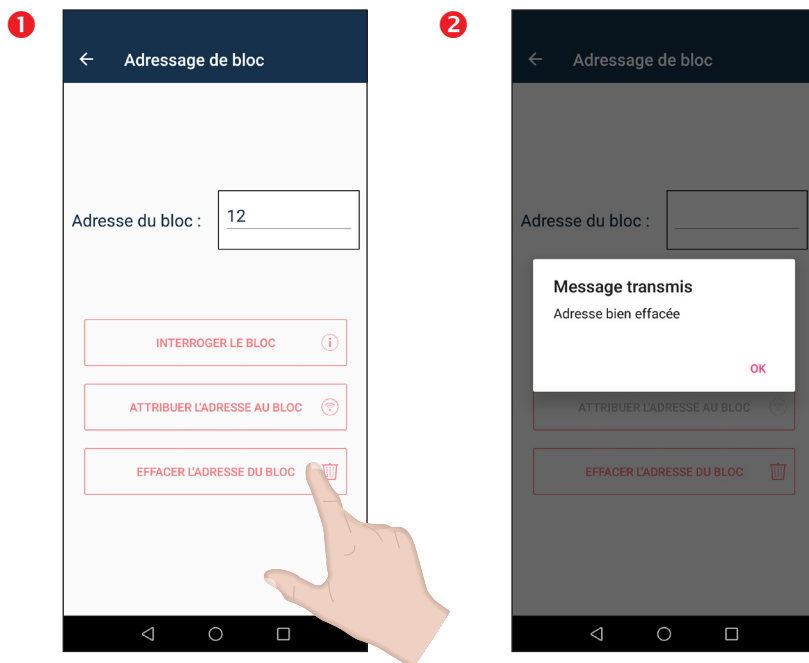 1
Adressage de bloc
Adresse du bloc :
12
INTERROGER LE BLOC
ATTRIBUER L'ADRESSE AU BLOC
EFFACER L'ADRESSE DU BLOC
2
Adressage de bloc
Adresse du bloc :
Message transmis
Adresse bien effacée
OK
ATTRIBUER L'ADRESSE AU BLOC
EFFACER L'ADRESSE DU BLOC